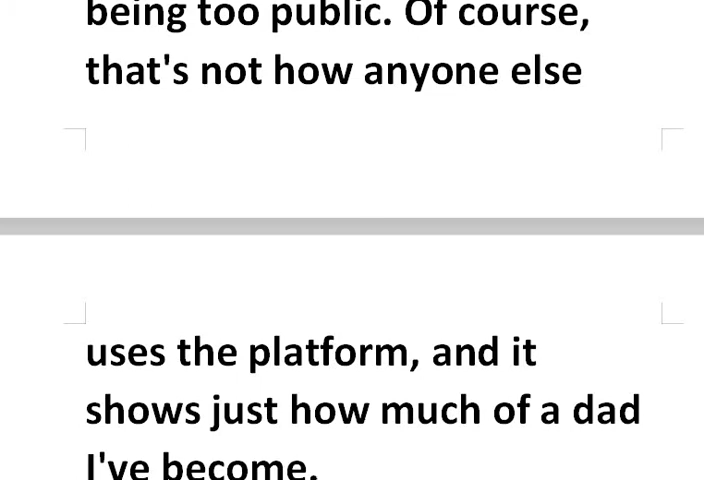 being too public. Of course,
that's not how anyone else
uses the platform, and it
shows just how much of a dad
I've become.